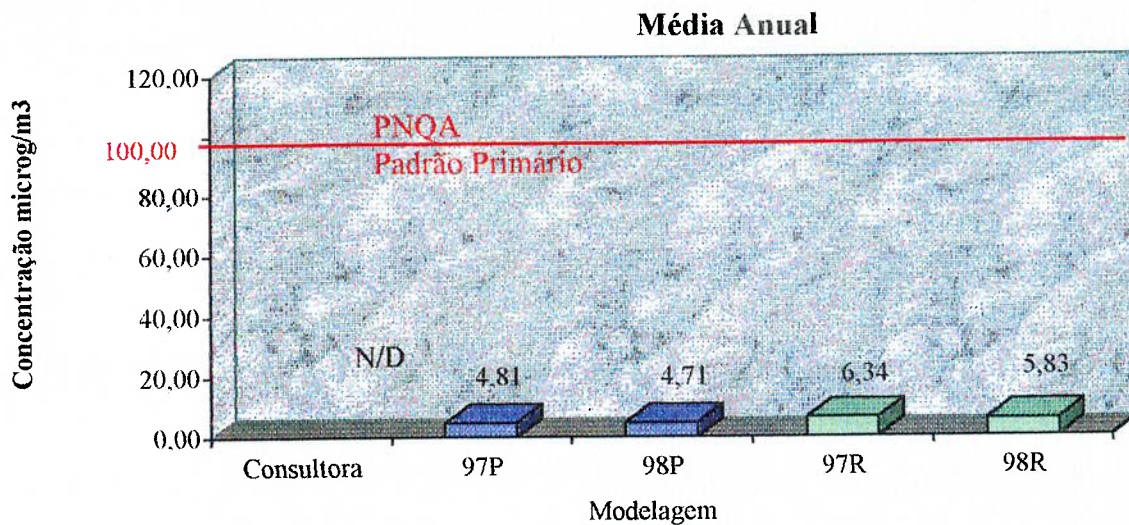 Média Anual
Concentração microg/m3
120,00
100,00
80,00
60,00
40,00
20,00
0,00
PNQA
Padrão Primário
N/D
4,81
4,71
6,34
5,83
Consultora
97P
98P
97R
98R
Modelagem